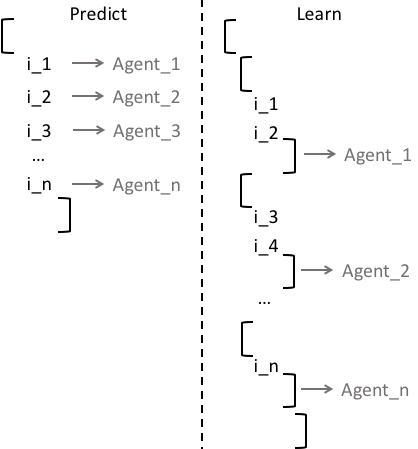 Predict
i_1 Agent_1
i_2 Agent_2
i_3 Agent_3
...
i_n Agent_n
Learn
i_1
i_2
Agent_1
i_3
i_4
Agent_2
...
i_n
Agent_n